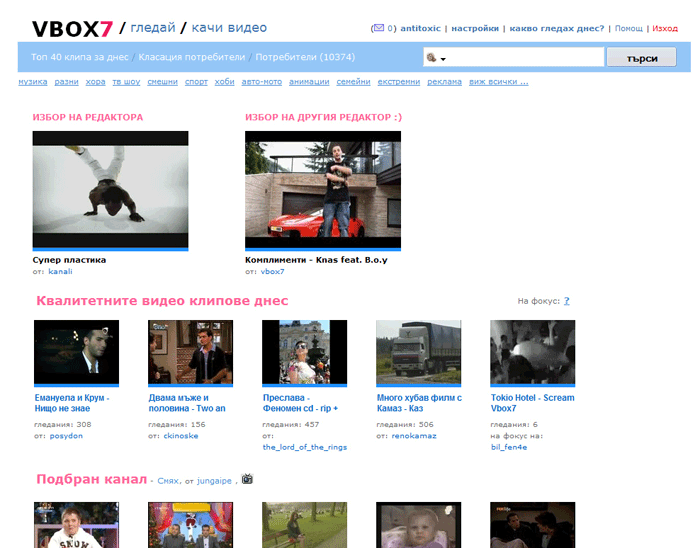 VBOX7 / гледай / качи видео
( 0) antitoxic | настройки | какво гледах днес? | Помощ | Изход
Топ 40 клипа за днес / Класация потребители / Потребители (10374)
търси
музика разни хора тв шоу смешни спорт хоби авто-мото анимации семейни екстремни реклама виж всички ...
ИЗБОР НА РЕДАКТОРА
ИЗБОР НА ДРУГИЯ РЕДАКТОР :)
Супер пластика
от: kanali
Комплименти - Knas feat. B.o.y
от: vbox7
Квалитетните видео клипове днес
На фокус: ?
Емануела и Крум -
Нищо не знае
гледания: 308
от: posydon
Двама мъже и
половина - Two an
гледания: 156
от: ckinoske
Преслава -
Феномен cd - rip +
гледания: 457
от:
the_lord_of_the_rings
Много хубав филм с
Камаз - Каз
гледания: 506
от: renokamaz
Tokio Hotel - Scream
Vbox7
гледания: 6
на фокус на:
bil_fen4e
Подбран канал - Смях, от jungaipe ,